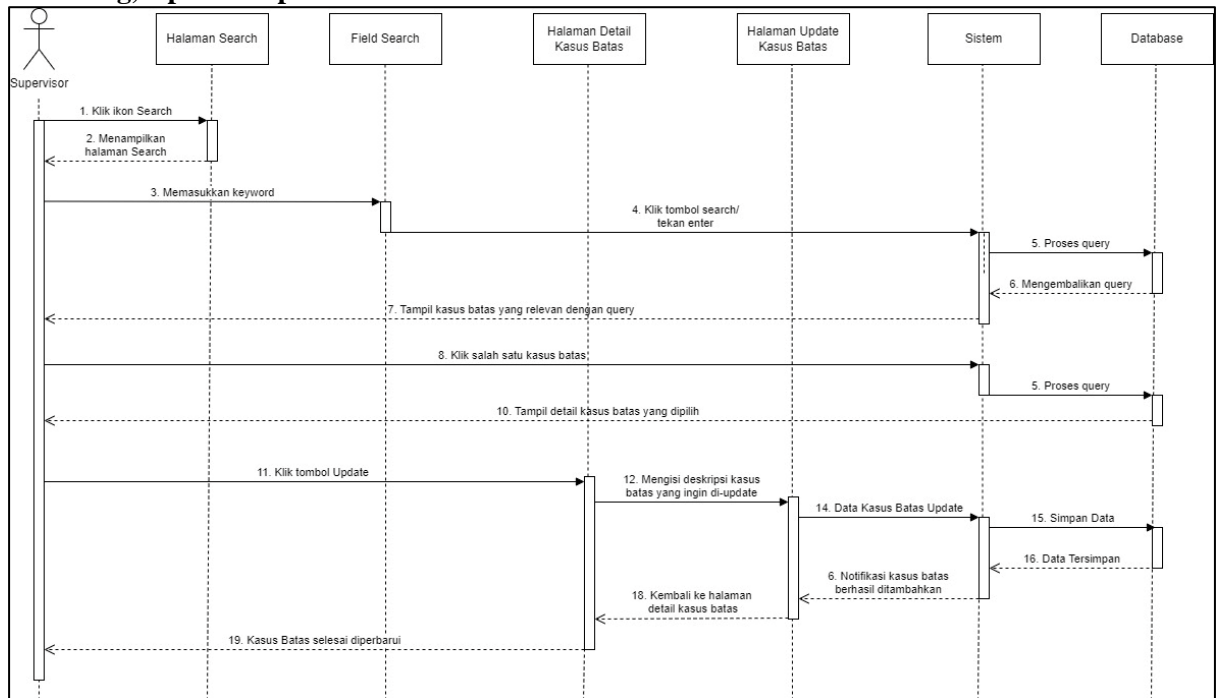 Halaman Search
Field Search
Halaman Detail
Kasus Batas
Halaman Update
Kasus Batas
Sistem
Database
Supervisor
1. Klik ikon Search
2. Menampilkan
halaman Search
3. Memasukkan keyword
4. Klik tombol search/
tekan enter
5. Proses query
6. Mengembalikan query
7. Tampil kasus batas yang relevan dengan query
8. Klik salah satu kasus batas
5. Proses query
10. Tampil detail kasus batas yang dipilih
11. Klik tombol Update
12. Mengisi deskripsi kasus
batas yang ingin di-update
14. Data Kasus Batas Update
15. Simpan Data
16. Data Tersimpan
6. Notifikasi kasus batas
berhasil ditambahkan
18. Kembali ke halaman
detail kasus batas
19. Kasus Batas selesai diperbarui